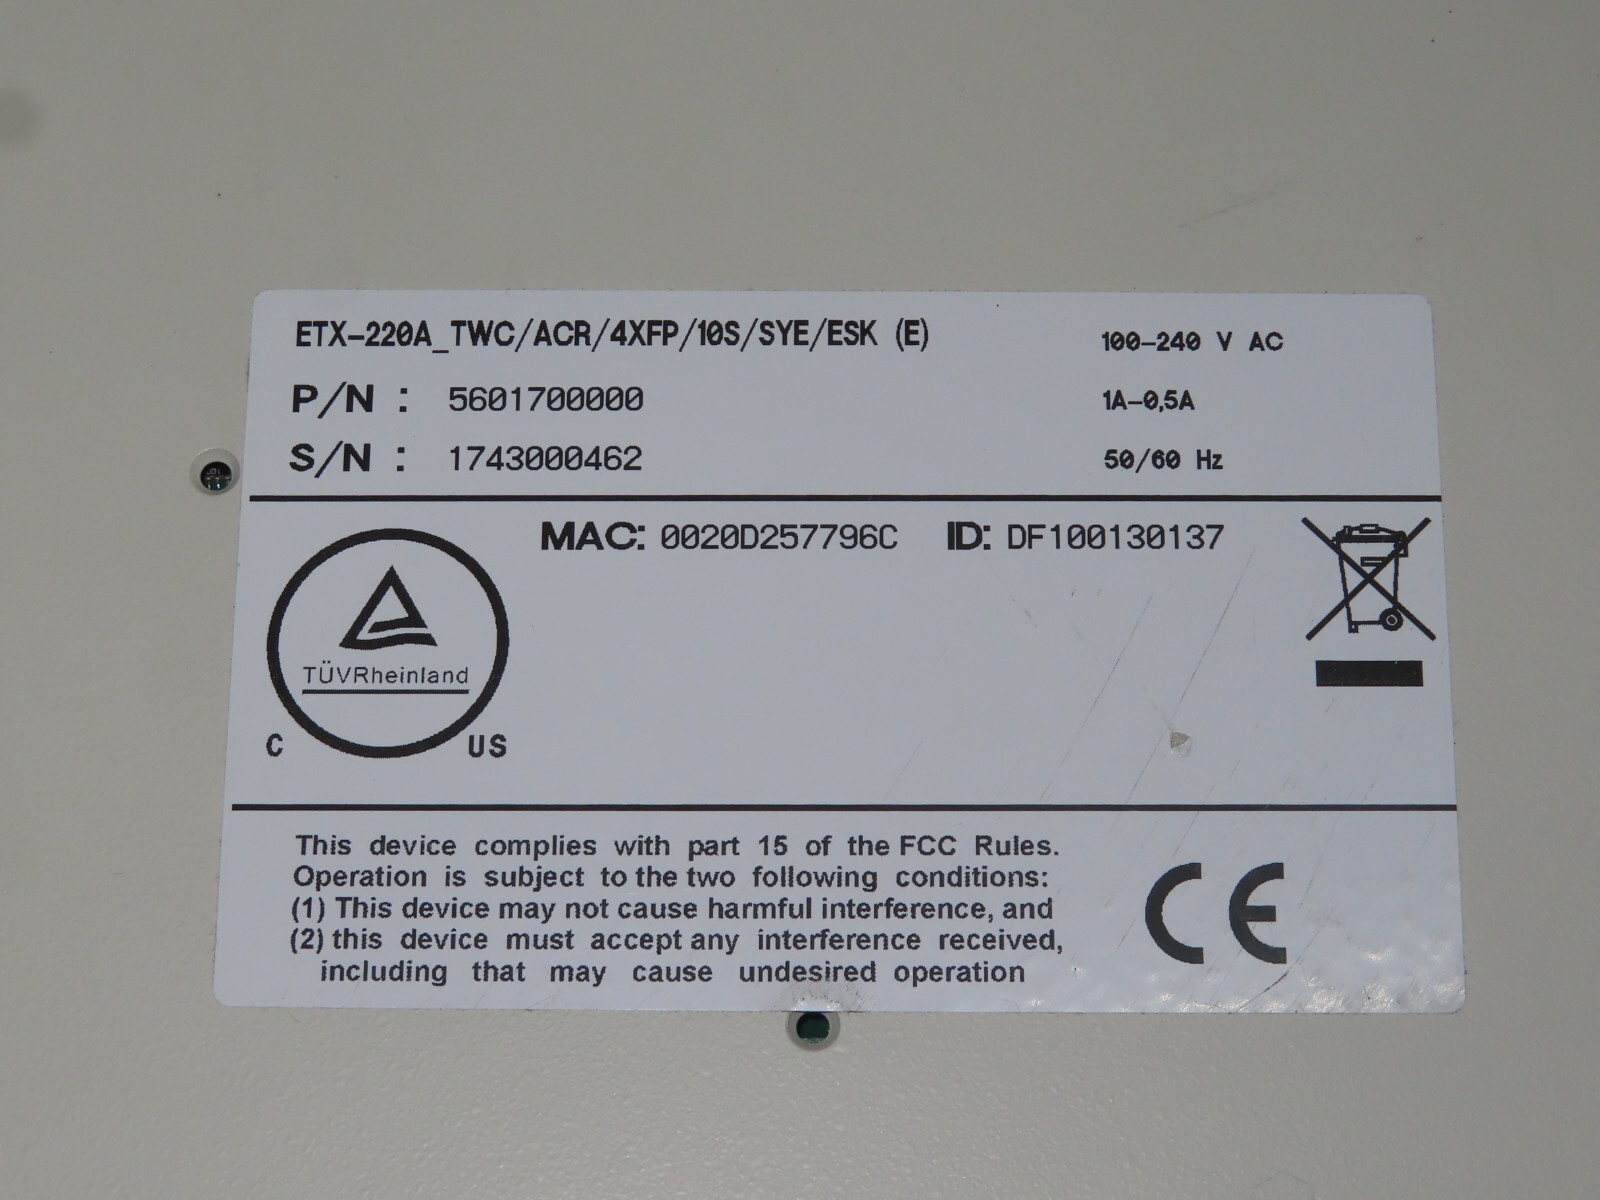 ETX-220A_TWC/ACR/4XFP/10S/SYE/ESK (E)
100-240 V AC
P/N : 5601700000
1A-0,5A
S/N : 1743000462
50/60 Hz
MAC: 0020D257796C ID: DF100130137
TÜVRheinland
C US
This device complies with part 15 of the FCC Rules.
Operation is subject to the two following conditions:
(1) This device may not cause harmful interference, and
(2) this device must accept any interference received,
including that may cause undesired operation
CE